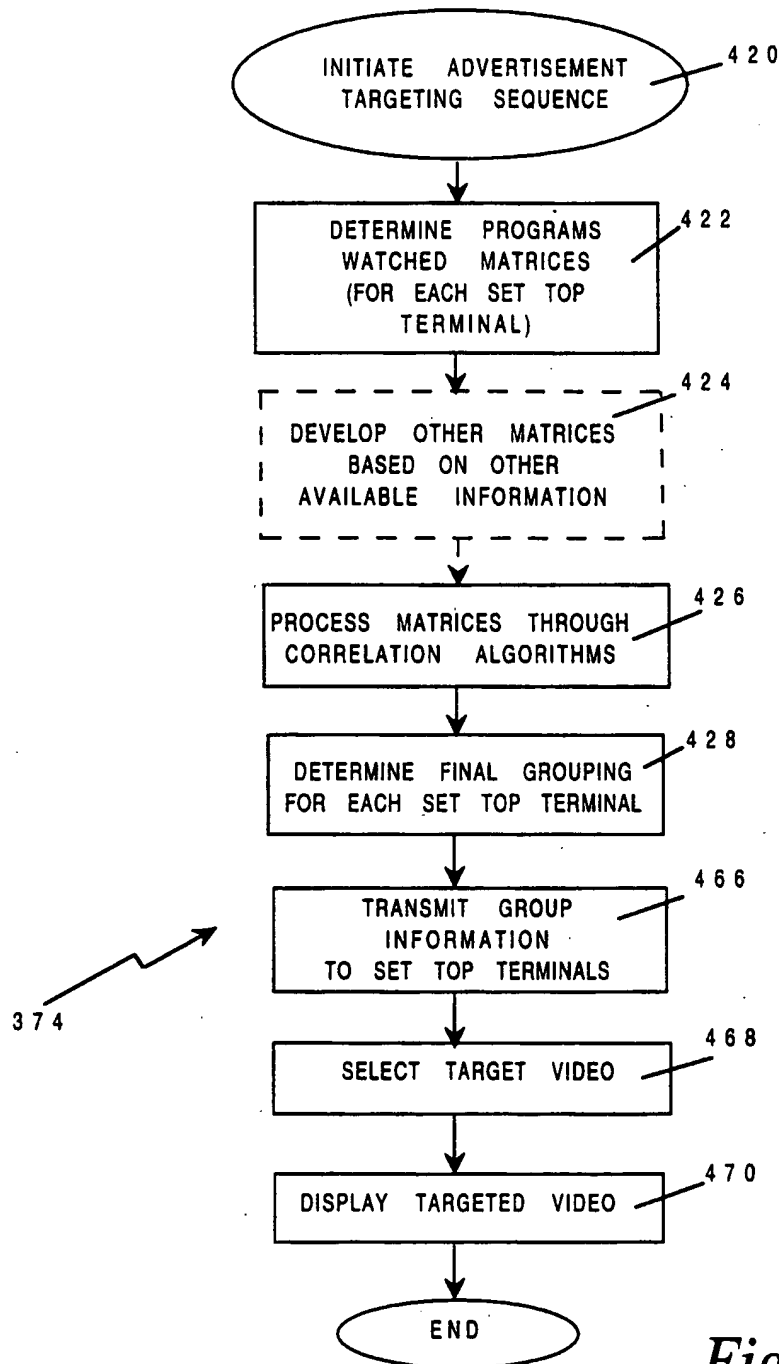 INITIATE ADVERTISEMENT
TARGETING SEQUENCE
420
DETERMINE PROGRAMS
WATCHED MATRICES
(FOR EACH SET TOP
TERMINAL)
422
DEVELOP OTHER MATRICES
BASED ON OTHER
AVAILABLE INFORMATION
424
PROCESS MATRICES THROUGH
CORRELATION ALGORITHMS
426
DETERMINE FINAL GROUPING
FOR EACH SET TOP TERMINAL
428
TRANSMIT GROUP
INFORMATION
TO SET TOP TERMINALS
466
374
SELECT TARGET VIDEO
468
DISPLAY TARGETED VIDEO
470
END